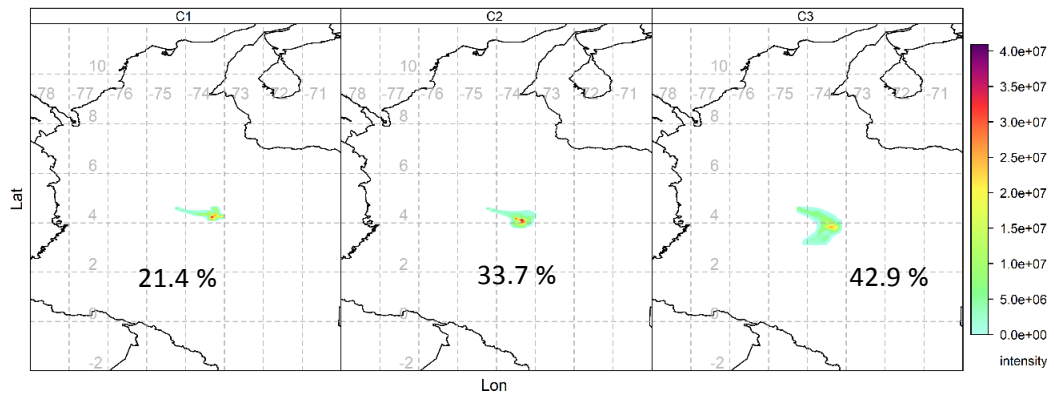 C1 C2 C3
10 10 10 4.0e+07
-78 -77 -76 -75 -74 -73 -72 -71 -78 -77 -76 -75 -74 -73 -72 -71 -78 -77 -76 -75 -74 -73 -72 -71 3.5e+07
8 8 8 3.0e+07
6 6 6 2.5e+07
2.0e+07
Lat
4 4 4 1.5e+07
2 2 2 1.0e+07
21.4 % 33.7 % 42.9 %
0 0 0 5.0e+06
0.0e+00
-2 -2 -2 intensity
Lon